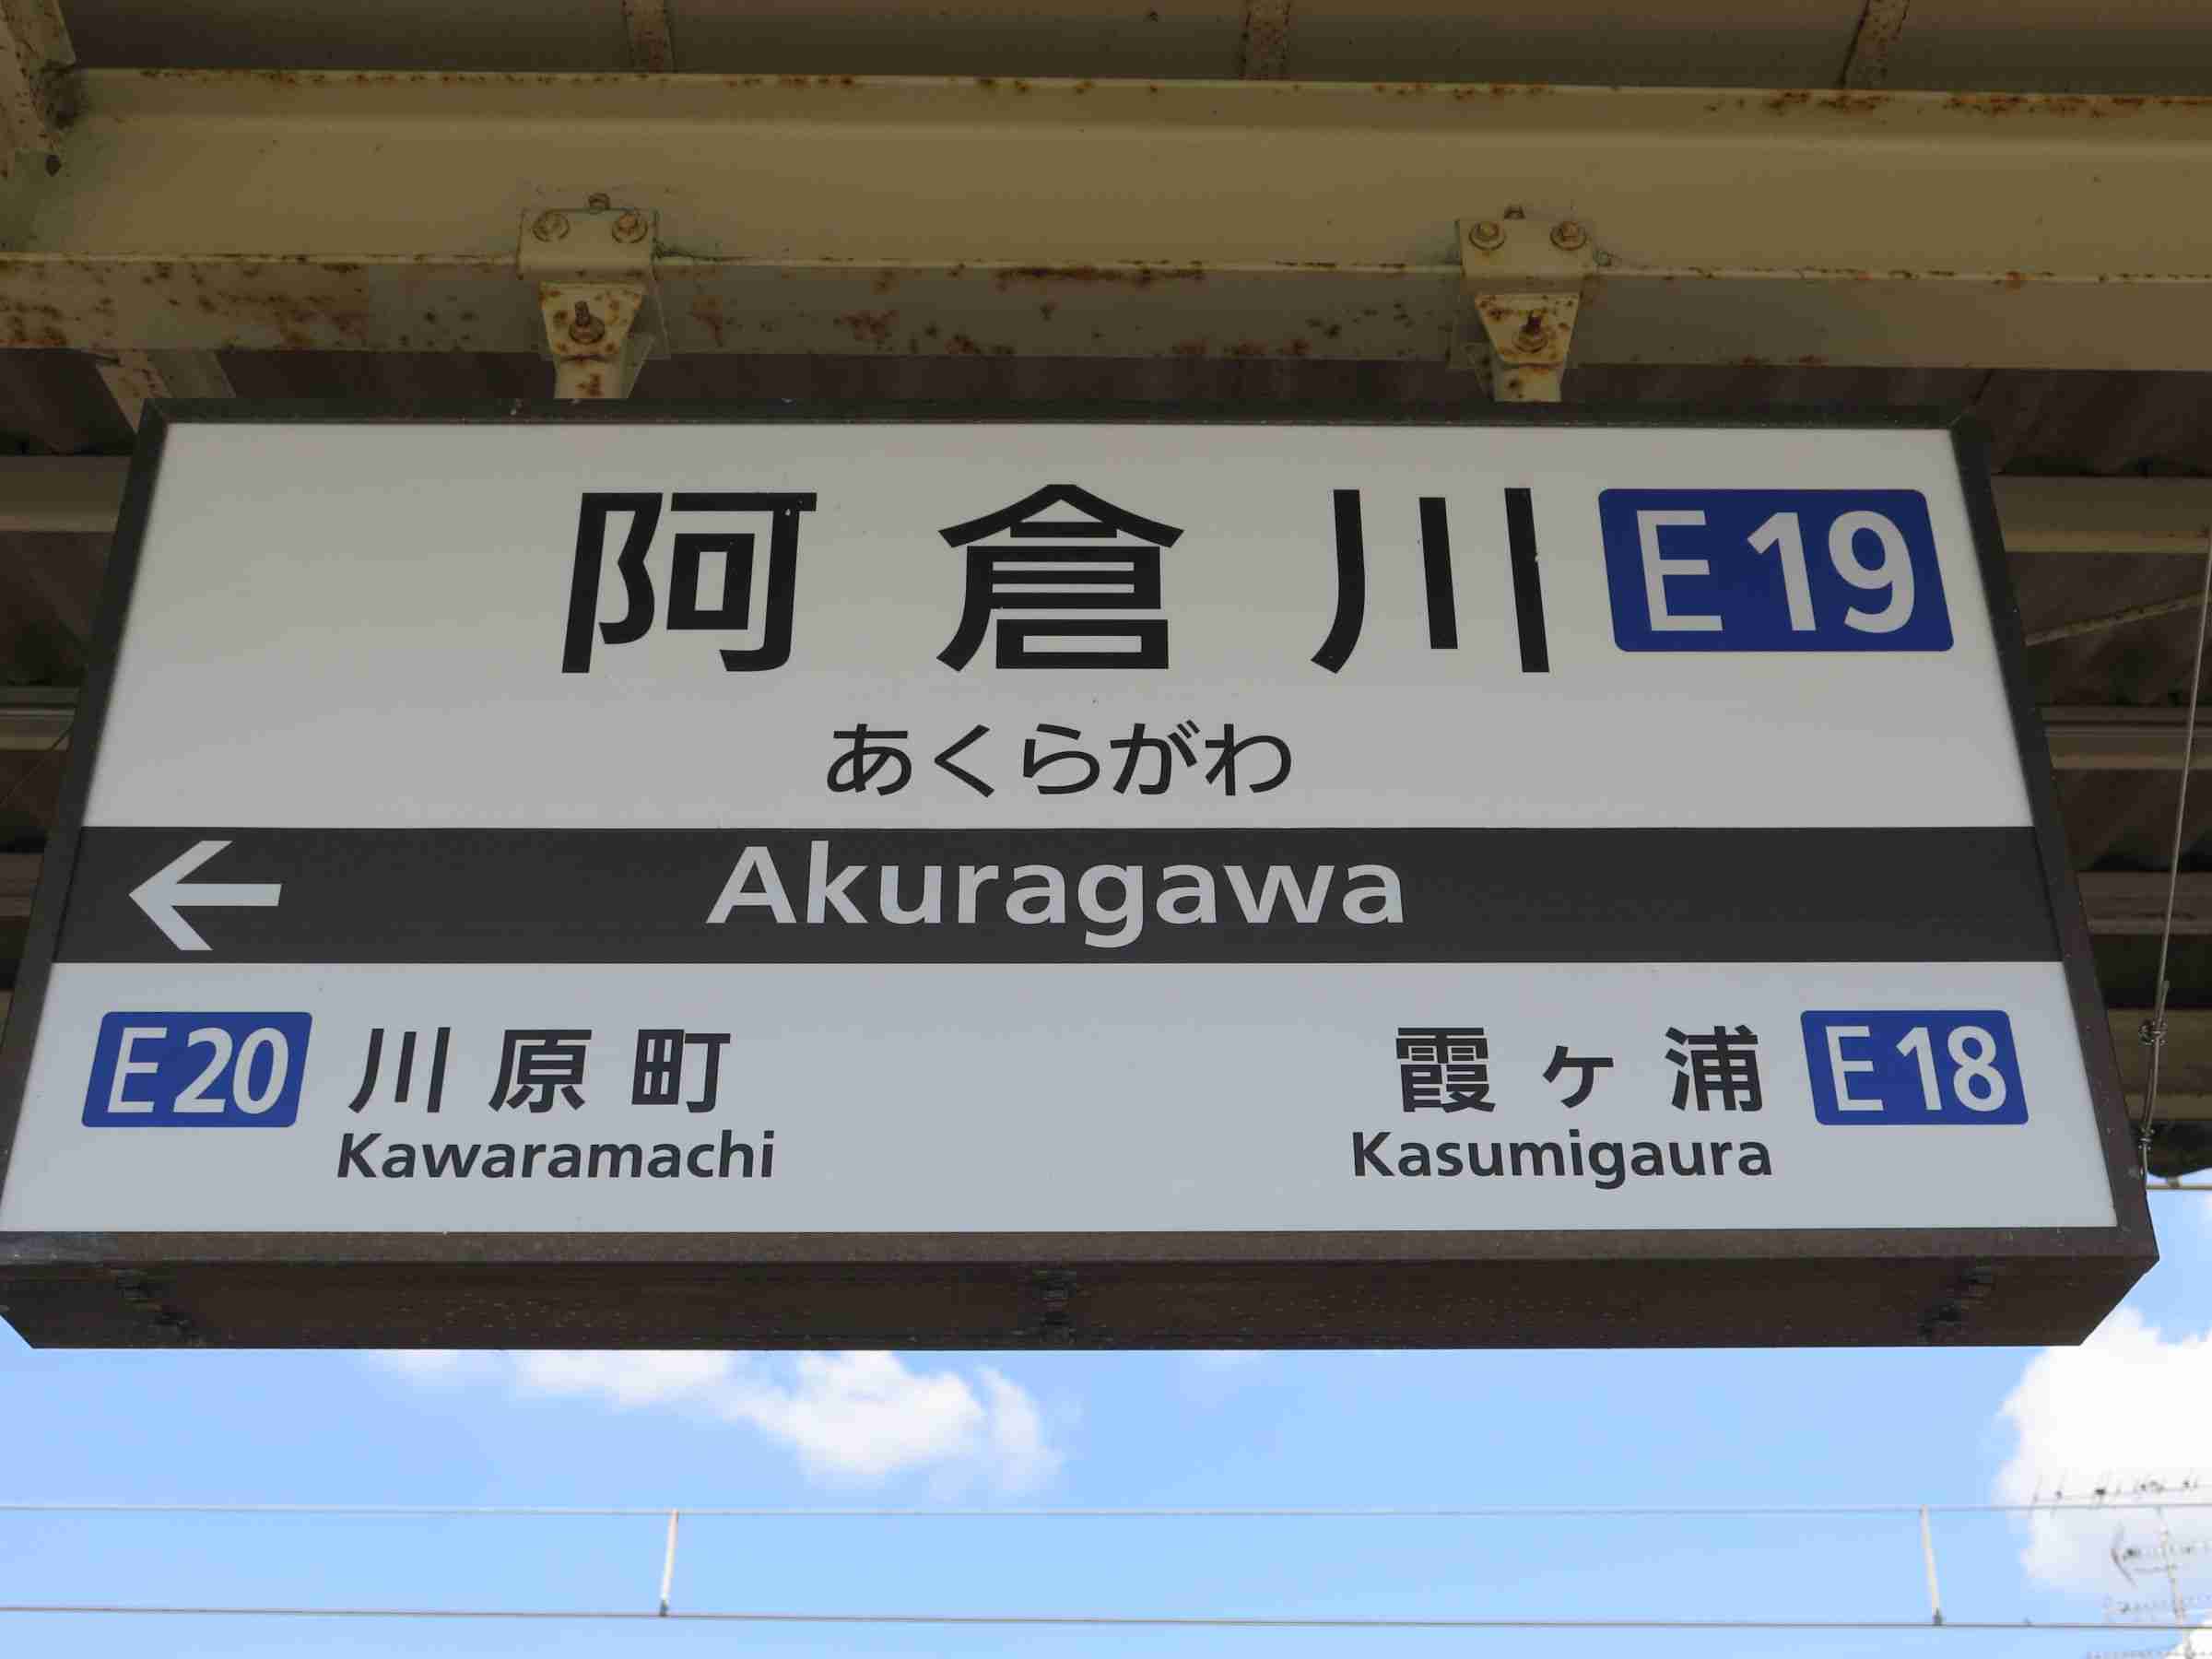 阿倉川 E19
あくらがわ
← Akuragawa
E20 川原町 霞ヶ浦 E18
Kawaramachi Kasumigaura